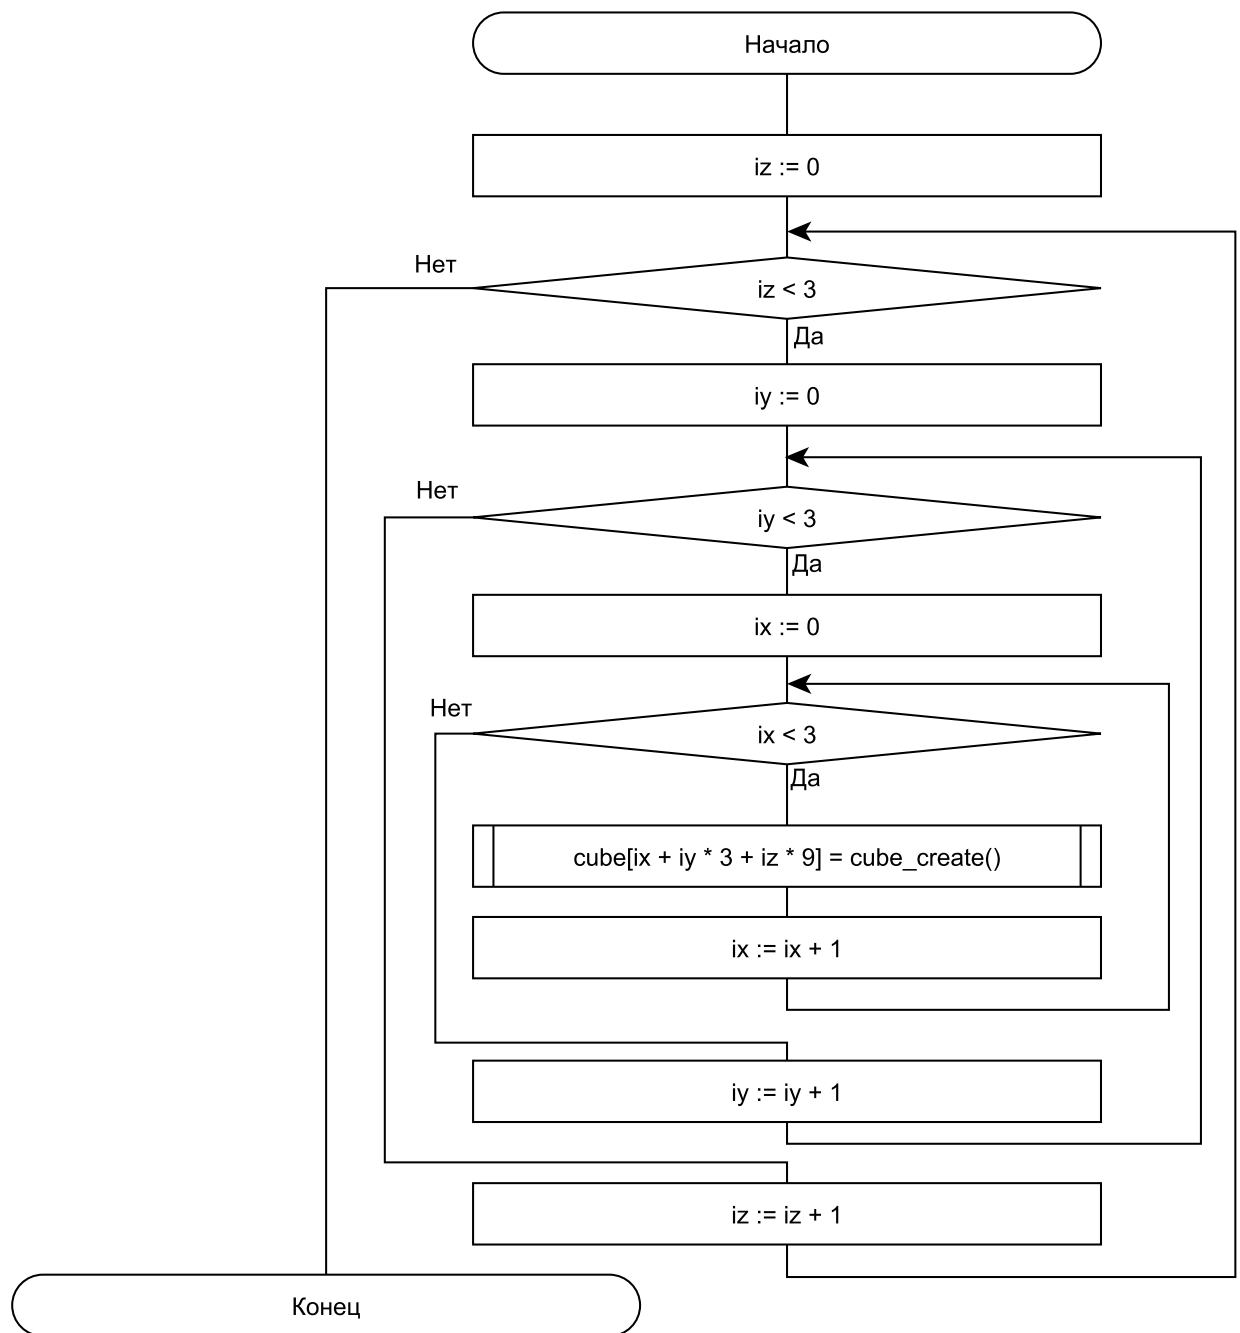 Начало
iz := 0
Нет
iz < 3
Да
iy := 0
Нет
iy < 3
Да
ix := 0
Нет
ix < 3
Да
cube[ix + iy * 3 + iz * 9] = cube_create()
ix := ix + 1
iy := iy + 1
iz := iz + 1
Конец